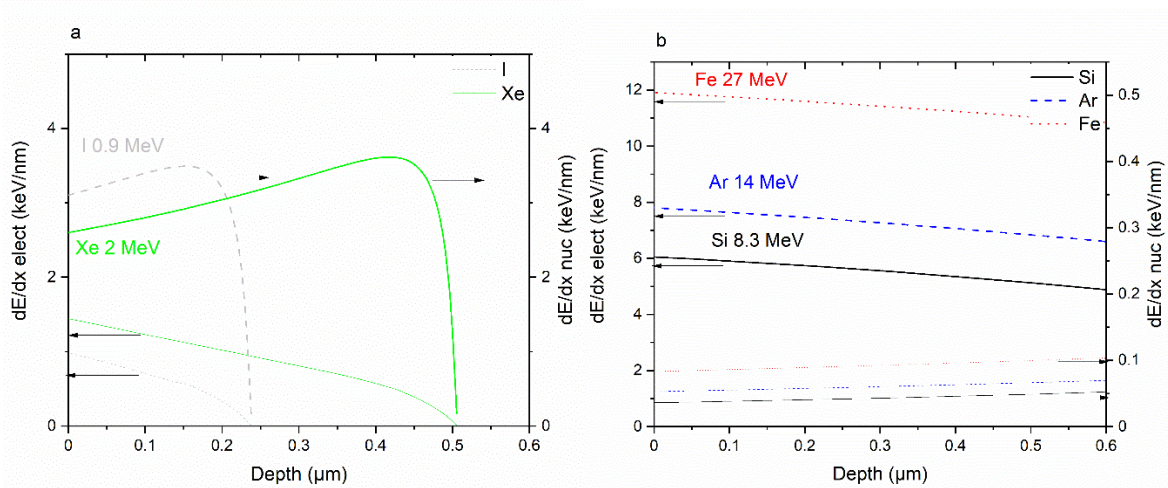 a
I
Xe
I 0.9 MeV
Xe 2 MeV
dE/dx elect (keV/nm)
0
2
4
dE/dx nuc (keV/nm)
0
2
4
0 0.1 0.2 0.3 0.4 0.5 0.6
Depth (µm)
b
Si
Ar
Fe
Fe 27 MeV
Ar 14 MeV
Si 8.3 MeV
dE/dx elect (keV/nm)
12
10
8
6
4
2
0
dE/dx nuc (keV/nm)
0.5
0.4
0.3
0.2
0.1
0
0 0.1 0.2 0.3 0.4 0.5 0.6
Depth (µm)